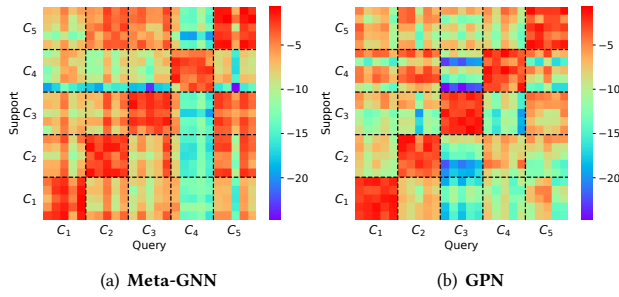 C5
C4
C3
C2
C1
Support
C1 C2 C3 C4 C5
Query
−5
−10
−15
−20
(a) Meta-GNN
C5
C4
C3
C2
C1
Support
C1 C2 C3 C4 C5
Query
−5
−10
−15
−20
(b) GPN